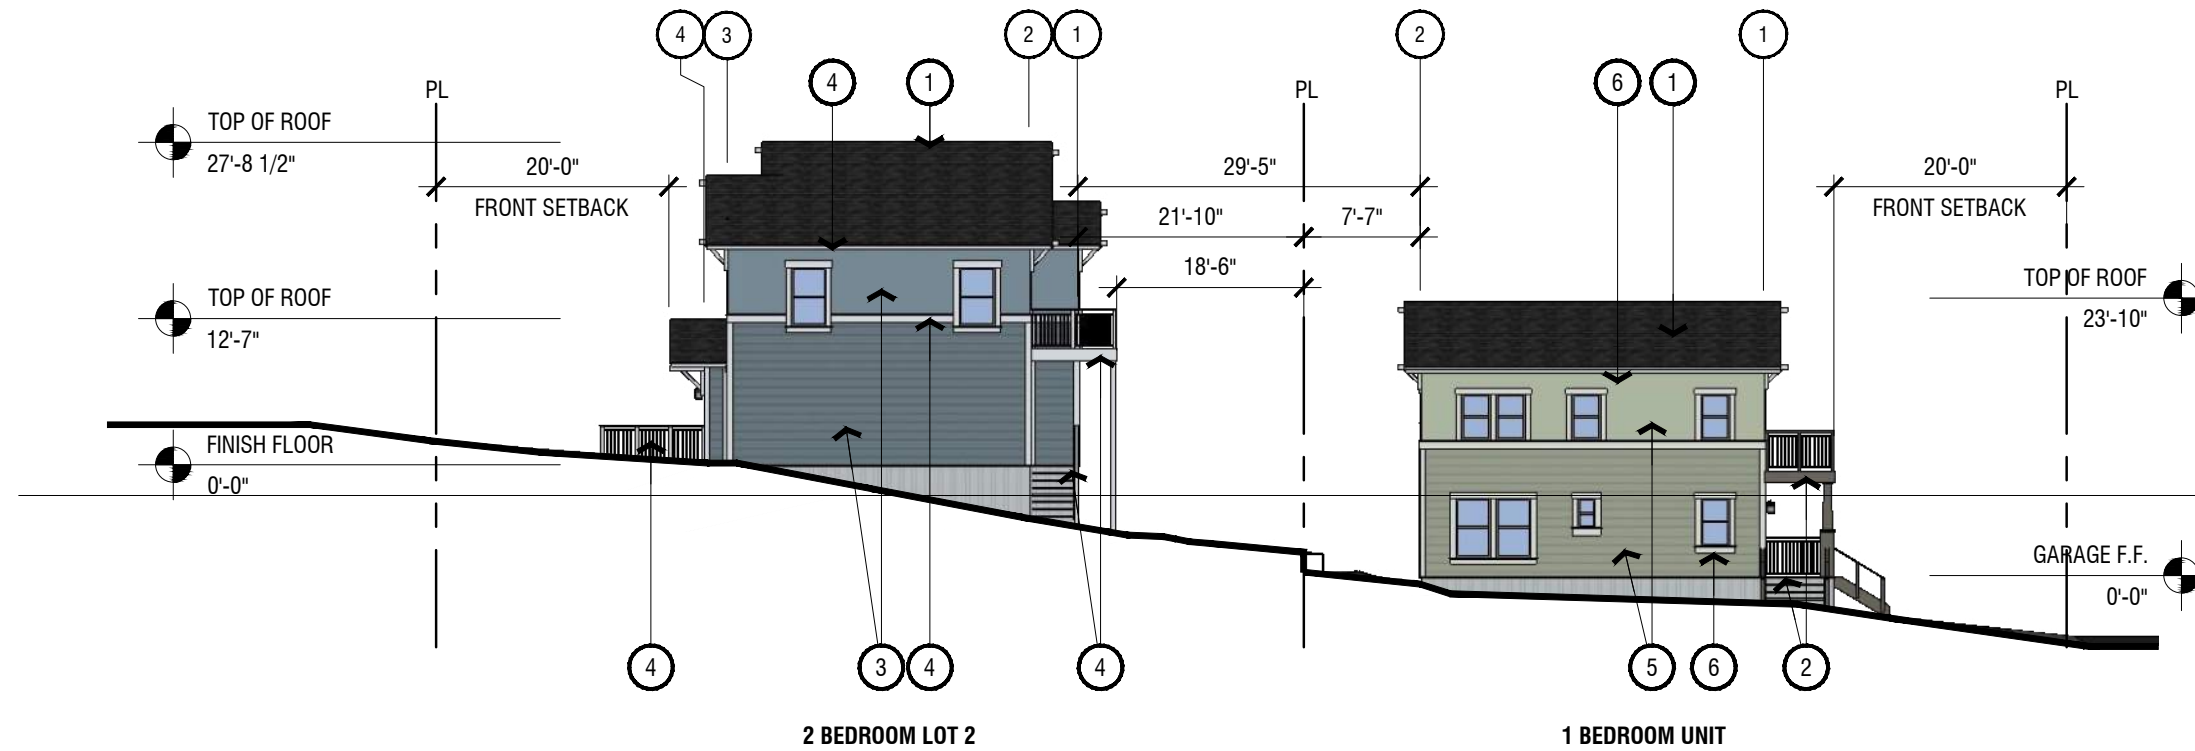 4 3 2 1 2 1
4 1 6 1
PL PL PL
TOP OF ROOF
27'-8 1/2"
20'-0"
FRONT SETBACK
29'-5"
20'-0"
FRONT SETBACK
21'-10" 7'-7"
18'-6"
TOP OF ROOF
12'-7"
TOP OF ROOF
23'-10"
FINISH FLOOR
0'-0"
GARAGE F.F.
0'-0"
4 3 4 4 5 6 2
2 BEDROOM LOT 2
1 BEDROOM UNIT